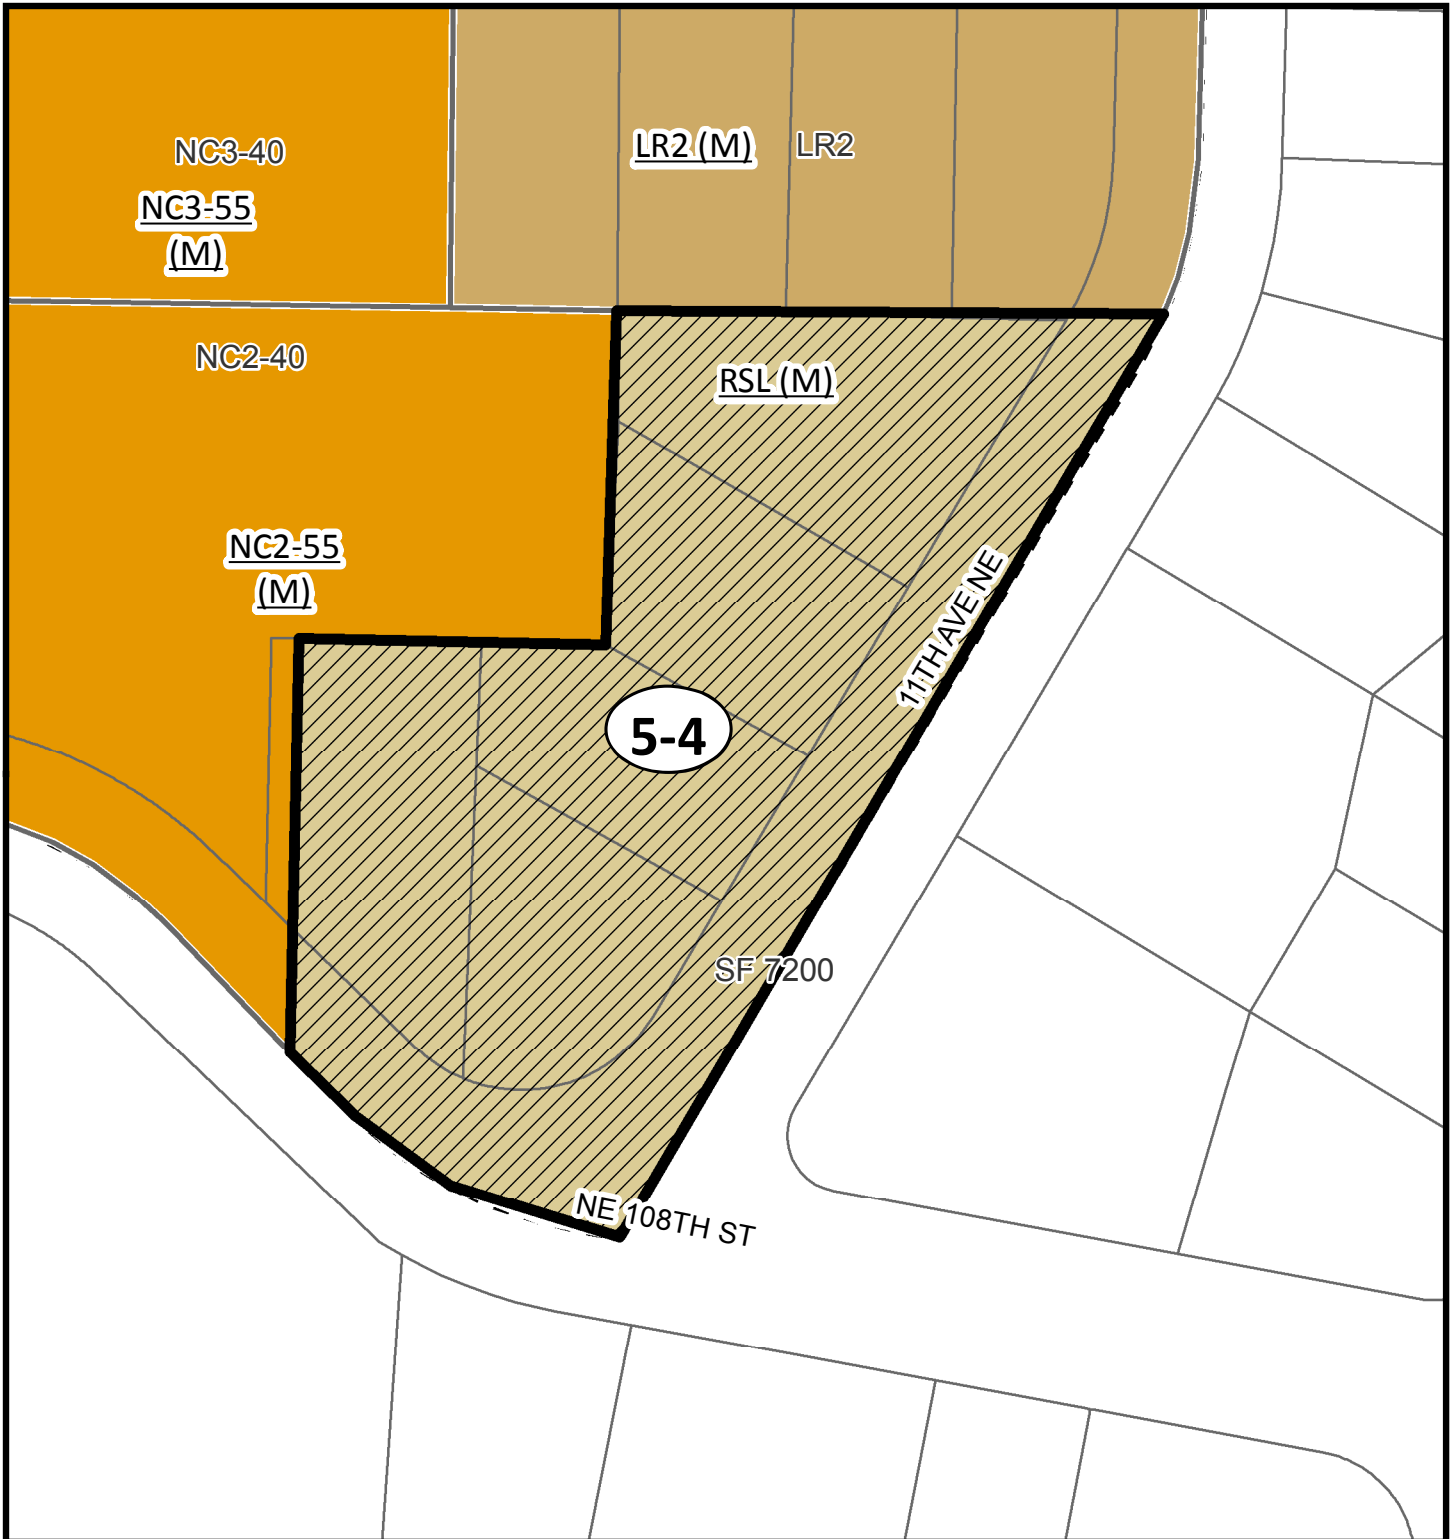 NC3-40
NC3-55
(M)
LR2 (M)
LR2
NC2-40
RSL (M)
NC2-55
(M)
11TH AVE NE
5-4
SF 7200
NE 108TH ST